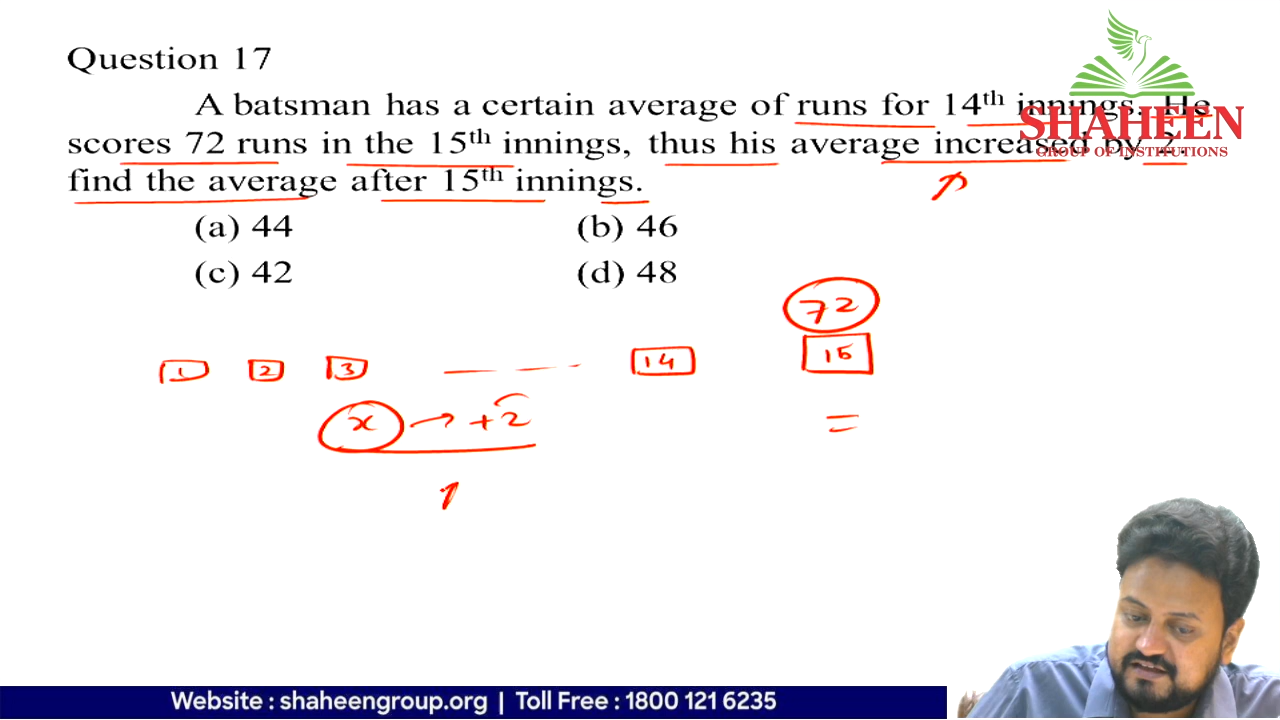 Question 17
A batsman has a certain average of runs for 14th innings. He
SHAHEEN
GROUP OF INSTITUTIONS
scores 72 runs in the 15th innings, thus his average increased by 2.
find the average after 15th innings.
(a) 44 (b) 46
(c) 42 (d) 48
72
1 2 3 14 15
x → +2 =
Website : shaheengroup.org | Toll Free : 1800 121 6235